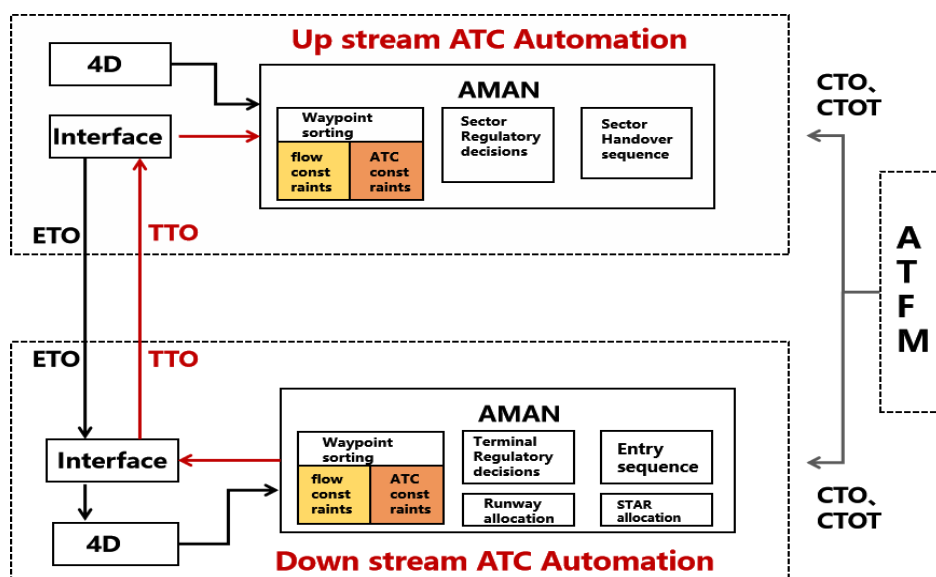 Up stream ATC Automation
4D
AMAN
Interface
Waypoint
sorting
flow
const
raints
ATC
const
raints
Sector
Regulatory
decisions
Sector
Handover
sequence
CTO、
CTOT
ETO
TTO
A
T
F
M
ETO
TTO
AMAN
Interface
Waypoint
sorting
flow
const
raints
ATC
const
raints
Terminal
Regulatory
decisions
Entry
sequence
Runway
allocation
STAR
allocation
4D
CTO、
CTOT
Down stream ATC Automation